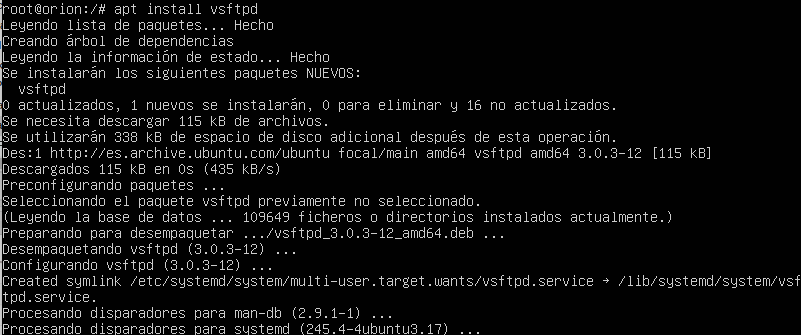 root@orion:/# apt install vsftpd
Leyendo lista de paquetes... Hecho
Creando árbol de dependencias
Leyendo la información de estado... Hecho
Se instalarán los siguientes paquetes NUEVOS:
  vsftpd
0 actualizados, 1 nuevos se instalarán, 0 para eliminar y 16 no actualizados.
Se necesita descargar 115 kB de archivos.
Se utilizarán 338 kB de espacio de disco adicional después de esta operación.
Des:1 http://es.archive.ubuntu.com/ubuntu focal/main amd64 vsftpd amd64 3.0.3-12 [115 kB]
Descargados 115 kB en 0s (435 kB/s)
Preconfigurando paquetes ...
Seleccionando el paquete vsftpd previamente no seleccionado.
(Leyendo la base de datos ... 109649 ficheros o directorios instalados actualmente.)
Preparando para desempaquetar .../vsftpd_3.0.3-12_amd64.deb ...
Desempaquetando vsftpd (3.0.3-12) ...
Configurando vsftpd (3.0.3-12) ...
Created symlink /etc/systemd/system/multi-user.target.wants/vsftpd.service → /lib/systemd/system/vsf
tpd.service.
Procesando disparadores para man-db (2.9.1-1) ...
Procesando disparadores para systemd (245.4-4ubuntu3.17) ...